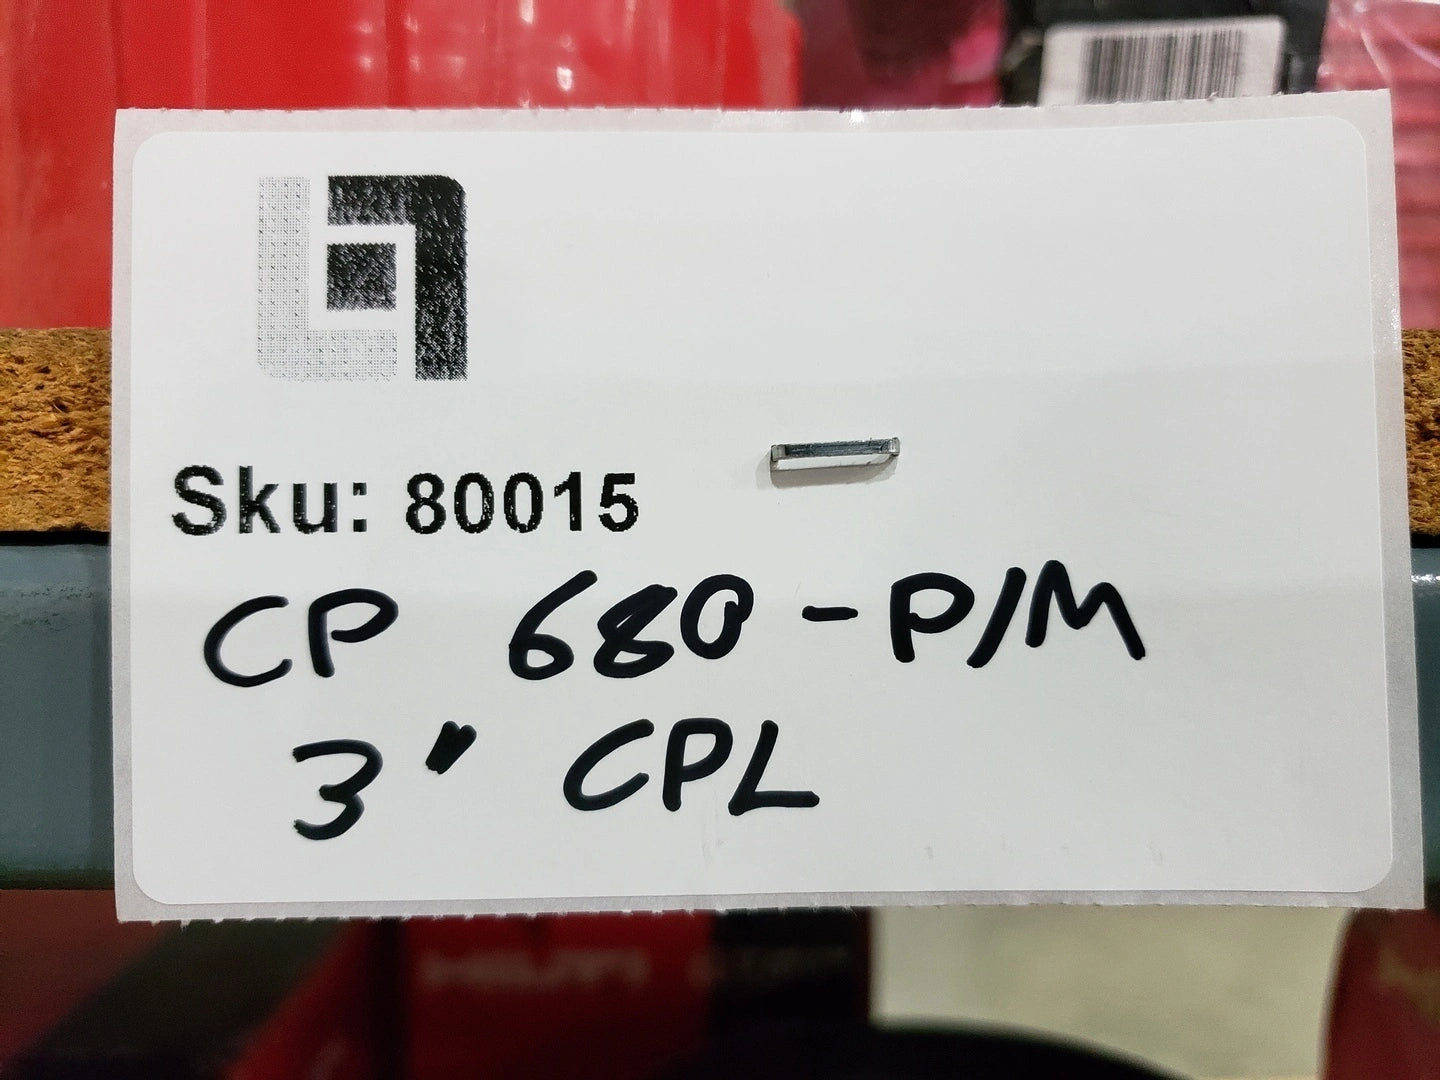 Sku: 80015
CP 680-P/M
3" CPL